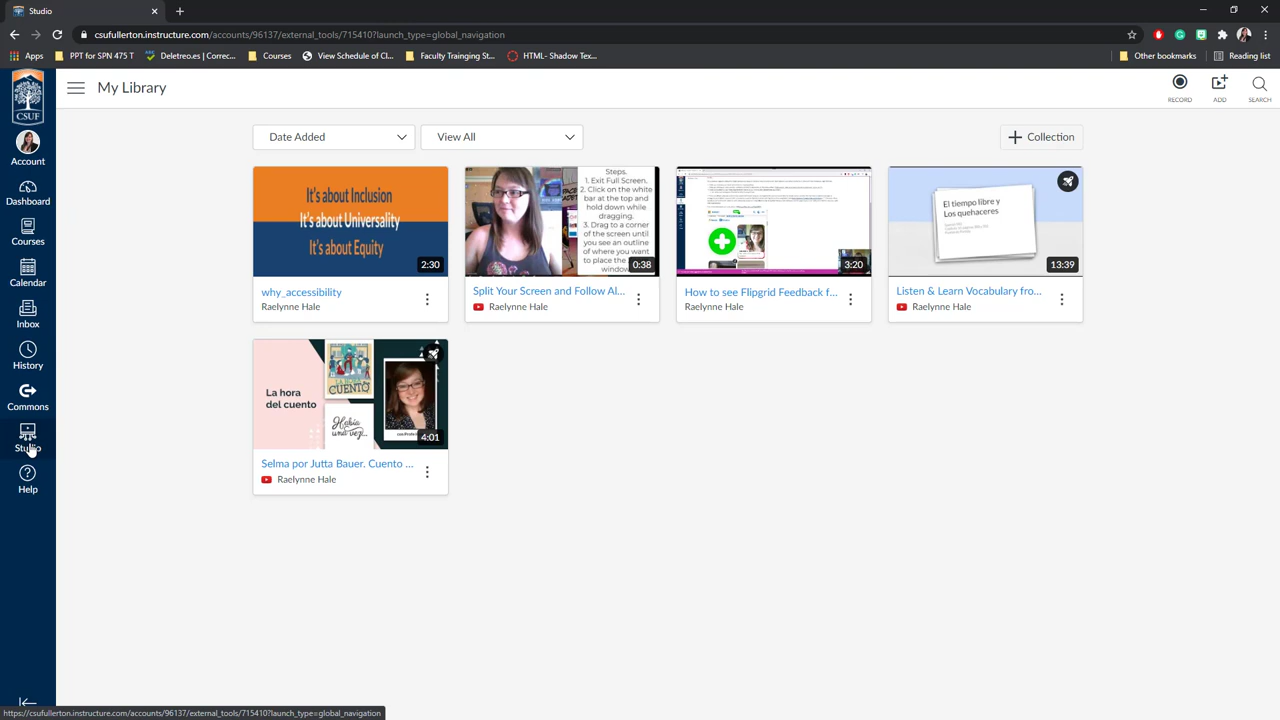 Studio
csufullerton.instructure.com/accounts/96137/external_tools/715410?launch_type=global_navigation
Apps
PPT for SPN 475 T
Deletreo.es | Correc...
Courses
View Schedule of Cl...
Faculty Trainging St...
HTML- Shadow Tex...
Other bookmarks
Reading list
CSUF
Account
Dashboard
Courses
Calendar
Inbox
History
Commons
Studio
Help
My Library
RECORD
ADD
SEARCH
Date Added
View All
Collection
It's about Inclusion
It's about Universality
It's about Equity
2:30
why_accessibility
Raelynne Hale
Steps.
1. Exit Full Screen.
2. Click on the white
bar at the top and
hold down while
dragging.
3. Drag to a corner
of the screen until
you see an outline
of where you want
to place the
window.
0:38
Split Your Screen and Follow Al...
Raelynne Hale
3:20
How to see Flipgrid Feedback f...
Raelynne Hale
El tiempo libre y
Los quehaceres
13:39
Listen & Learn Vocabulary fro...
Raelynne Hale
La hora
del cuento
LA HORA
CUENTO
Había
una vez...
4:01
Selma por Jutta Bauer. Cuento ...
Raelynne Hale
https://csufullerton.instructure.com/accounts/96137/external_tools/715410?launch_type=global_navigation